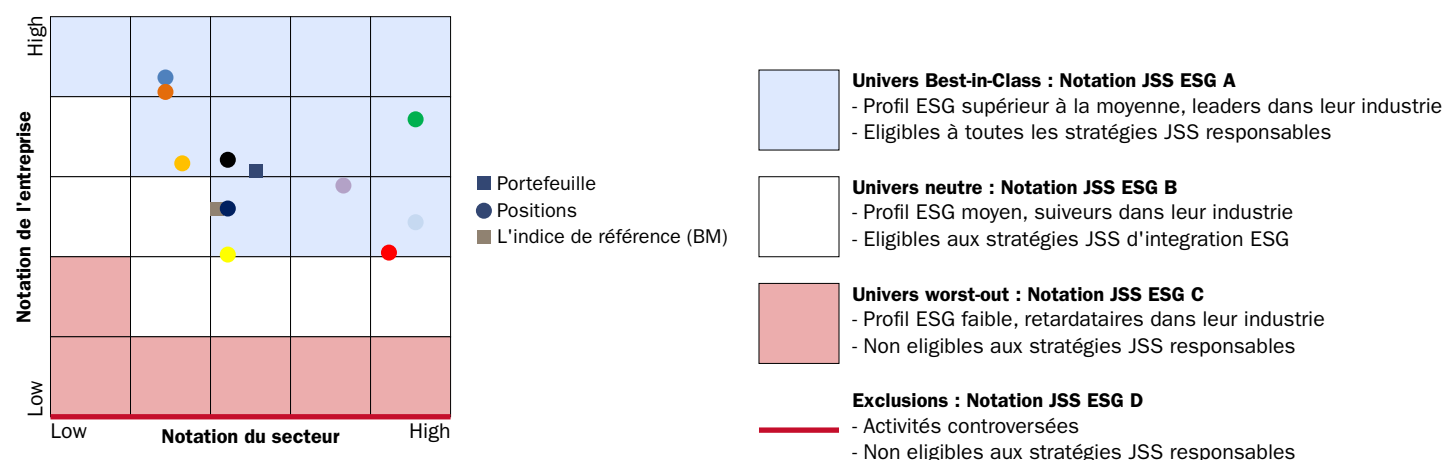 High
Notation de l'entreprise
Low
Low
Notation du secteur
High
Portefeuille
Positions
L'indice de référence (BM)
Univers Best-in-Class : Notation JSS ESG A
- Profil ESG supérieur à la moyenne, leaders dans leur industrie
- Eligibles à toutes les stratégies JSS responsables
Univers neutre : Notation JSS ESG B
- Profil ESG moyen, suiveurs dans leur industrie
- Eligibles aux stratégies JSS d'integration ESG
Univers worst-out : Notation JSS ESG C
- Profil ESG faible, retardataires dans leur industrie
- Non eligibles aux stratégies JSS responsables
Exclusions : Notation JSS ESG D
- Activités controversées
- Non eligibles aux stratégies JSS responsables